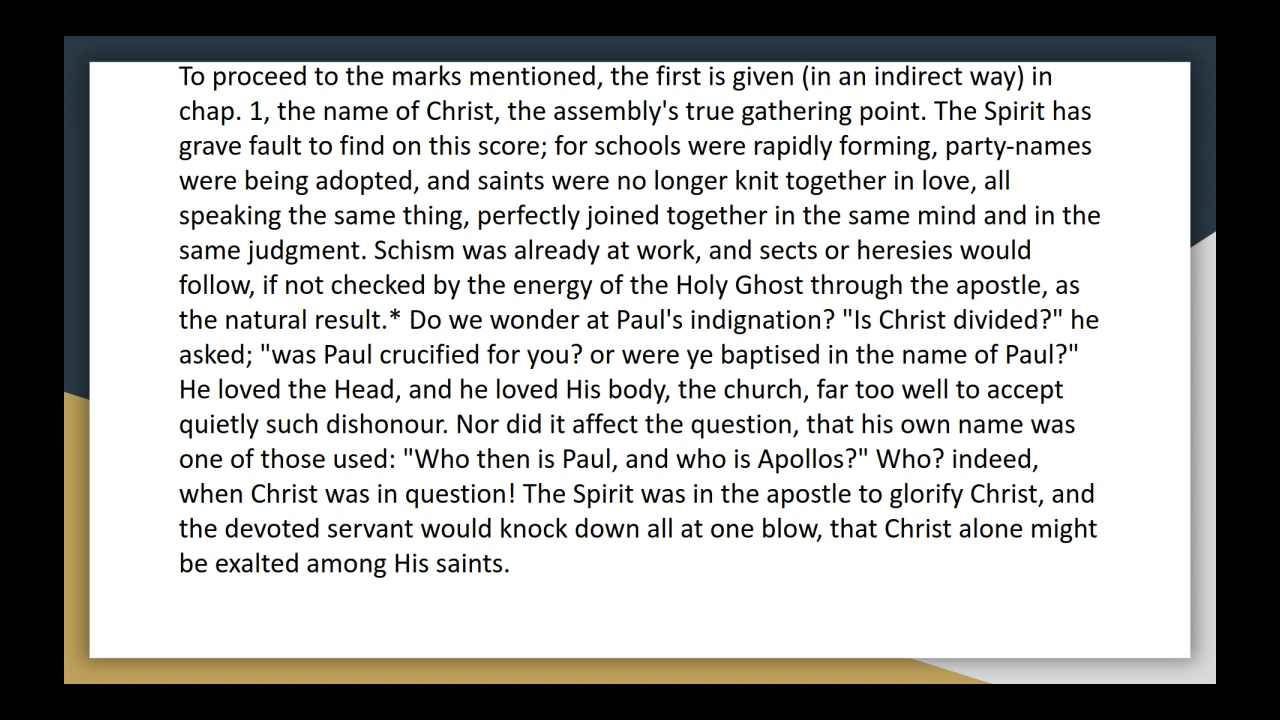 To proceed to the marks mentioned, the first is given (in an indirect way) in
chap. 1, the name of Christ, the assembly's true gathering point. The Spirit has
grave fault to find on this score; for schools were rapidly forming, party-names
were being adopted, and saints were no longer knit together in love, all
speaking the same thing, perfectly joined together in the same mind and in the
same judgment. Schism was already at work, and sects or heresies would
follow, if not checked by the energy of the Holy Ghost through the apostle, as
the natural result.* Do we wonder at Paul's indignation? "Is Christ divided?" he
asked; "was Paul crucified for you? or were ye baptised in the name of Paul?"
He loved the Head, and he loved His body, the church, far too well to accept
quietly such dishonour. Nor did it affect the question, that his own name was
one of those used: "Who then is Paul, and who is Apollos?" Who? indeed,
when Christ was in question! The Spirit was in the apostle to glorify Christ, and
the devoted servant would knock down all at one blow, that Christ alone might
be exalted among His saints.